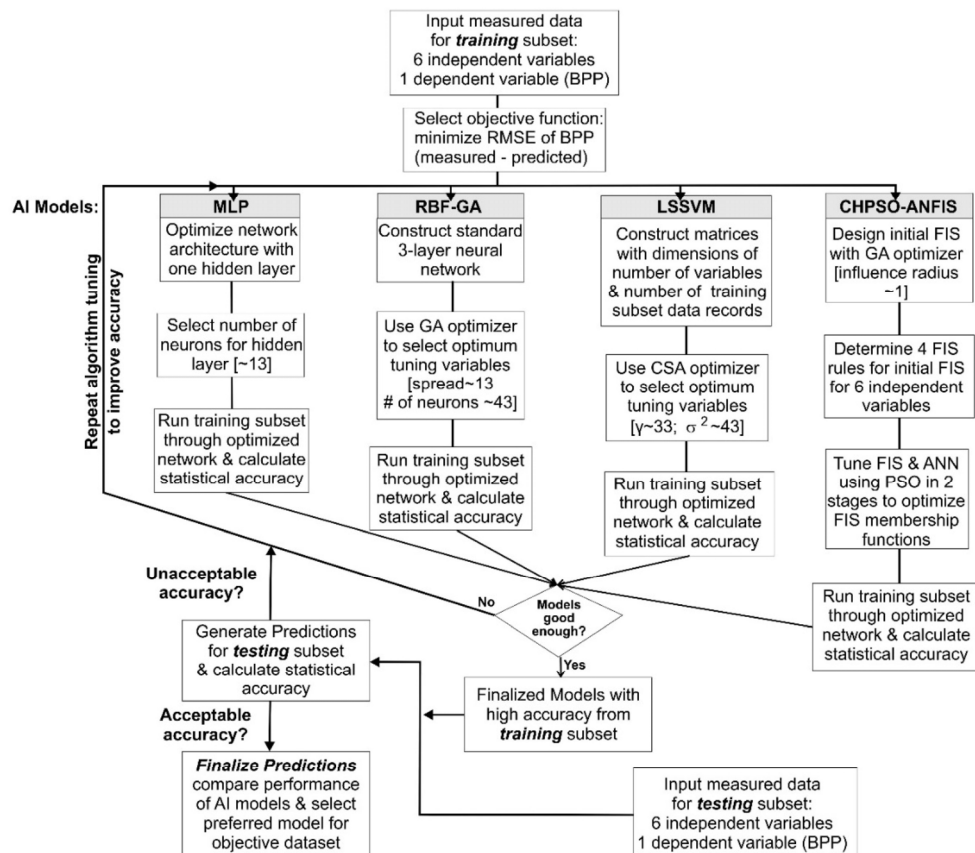 Input measured data
for training subset:
6 independent variables
1 dependent variable (BPP)
Select objective function:
minimize RMSE of BPP
(measured - predicted)
AI Models:
MLP
Optimize network
architecture with
one hidden layer
Select number of
neurons for hidden
layer [~13]
Run training subset
through optimized
network & calculate
statistical accuracy
RBF-GA
Construct standard
3-layer neural
network
Use GA optimizer
to select optimum
tuning variables
[spread~13
# of neurons ~43]
Run training subset
through optimized
network & calculate
statistical accuracy
LSSVM
Construct matrices
with dimensions of
number of variables
& number of training
subset data records
Use CSA optimizer
to select optimum
tuning variables
[γ~33; σ² ~43]
Run training subset
through optimized
network & calculate
statistical accuracy
CHPSO-ANFIS
Design initial FIS
with GA optimizer
[influence radius
~1]
Determine 4 FIS
rules for initial FIS
for 6 independent
variables
Tune FIS & ANN
using PSO in 2
stages to optimize
FIS membership
functions
Run training subset
through optimized
network & calculate
statistical accuracy
Repeat algorithm tuning
to improve accuracy
Models
good
enough?
No
Yes
Finalized Models with
high accuracy from
training subset
Unacceptable
accuracy?
Generate Predictions
for testing subset
& calculate statistical
accuracy
Acceptable
accuracy?
Finalize Predictions
compare performance
of AI models & select
preferred model for
objective dataset
Input measured data
for testing subset:
6 independent variables
1 dependent variable (BPP)